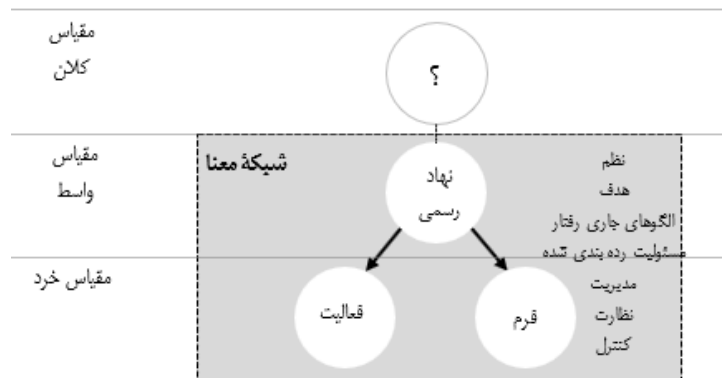 مقیاس
کلان
؟
مقیاس
واسط
شبکهٔ معنا
نهاد
رسمی
نظم
هدف
الگوهای جاری رفتار
مسئولیت رده بندی شده
مقیاس خرد
فعالیت
فرم
مدیریت
نظارت
کنترل